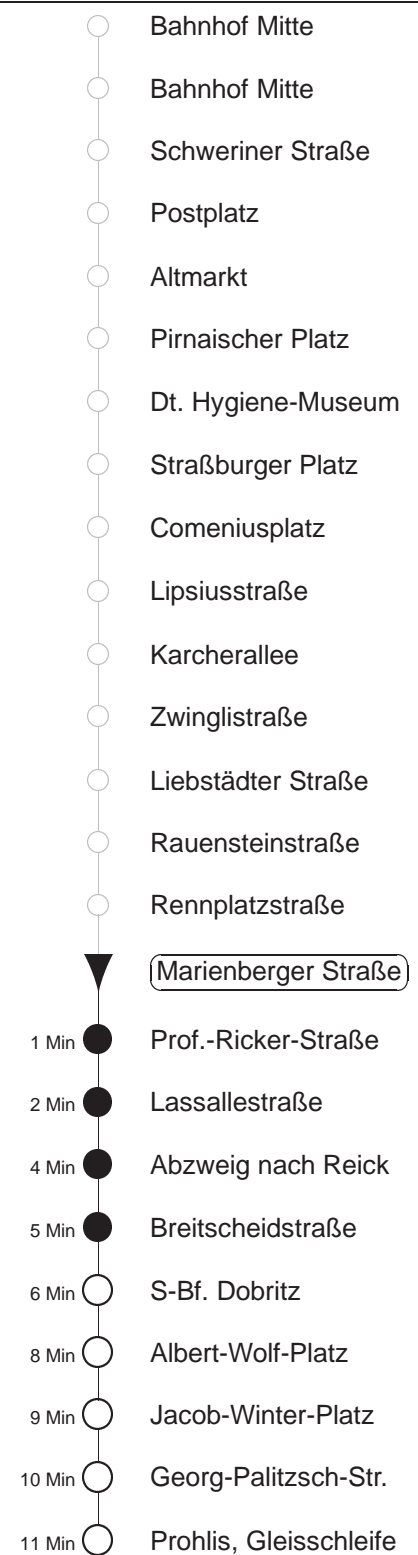 Bahnhof Mitte
Bahnhof Mitte
Schweriner Straße
Postplatz
Altmarkt
Pirnaischer Platz
Dt. Hygiene-Museum
Straßburger Platz
Comeniusplatz
Lipsiusstraße
Karcherallee
Zwinglistraße
Liebstädter Straße
Rauensteinstraße
Rennplatzstraße
Marienberger Straße
1 Min Prof.-Ricker-Straße
2 Min Lassallestraße
4 Min Abzweig nach Reick
5 Min Breitscheidstraße
6 Min S-Bf. Dobritz
8 Min Albert-Wolf-Platz
9 Min Jacob-Winter-Platz
10 Min Georg-Palitzsch-Str.
11 Min Prohlis, Gleisschleife